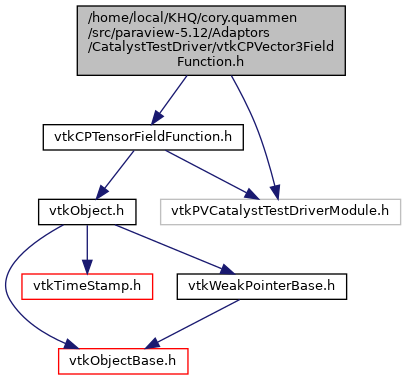 /home/local/KHQ/cory.quammen
/src/paraview-5.12/Adaptors
/CatalystTestDriver/vtkCPVector3Field
Function.h
vtkCPTensorFieldFunction.h
vtkObject.h
vtkPVCatalystTestDriverModule.h
vtkTimeStamp.h
vtkWeakPointerBase.h
vtkObjectBase.h